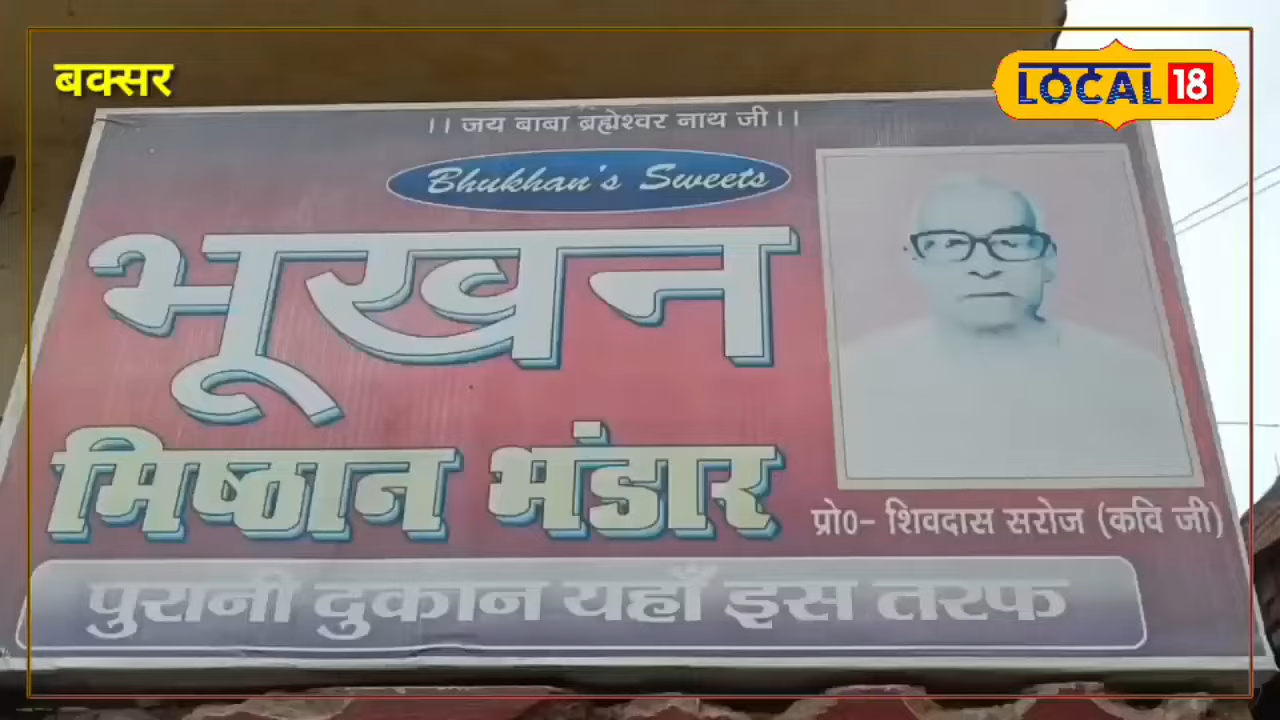 बक्सर
LOCAL 18
।। जय बाबा ब्रह्मेश्वर नाथ जी ।।
Bhukhan's Sweets
भूखन
मिष्ठान भंडार
प्रो0- शिवदास सरोज (कवि जी)
पुरानी दुकान यहाँ इस तरफ